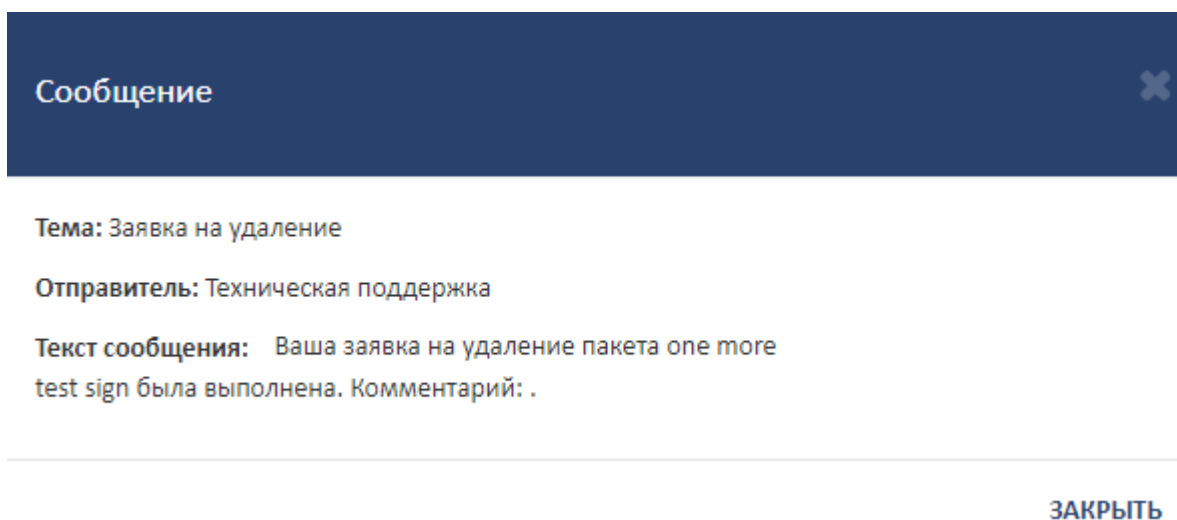 Сообщение
Тема: Заявка на удаление
Отправитель: Техническая поддержка
Текст сообщения: Ваша заявка на удаление пакета one more
test sign была выполнена. Комментарий: .
ЗАКРЫТЬ